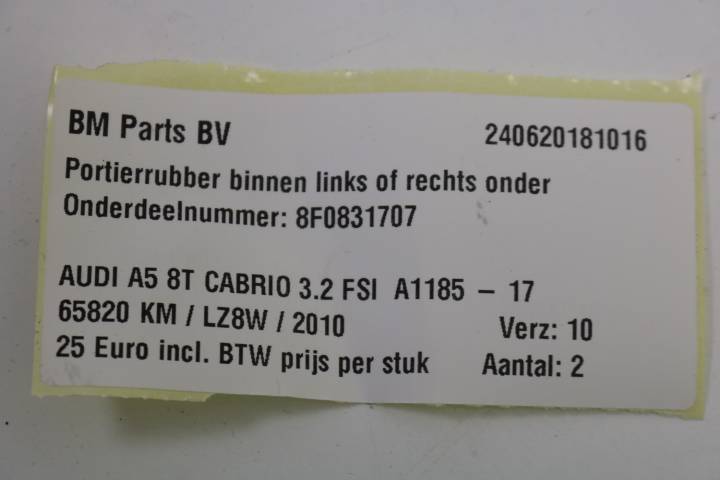 BM Parts BV 240620181016
Portierrubber binnen links of rechts onder
Onderdeelnummer: 8F0831707
AUDI A5 8T CABRIO 3.2 FSI A1185 – 17
65820 KM / LZ8W / 2010 Verz: 10
25 Euro incl. BTW prijs per stuk Aantal: 2